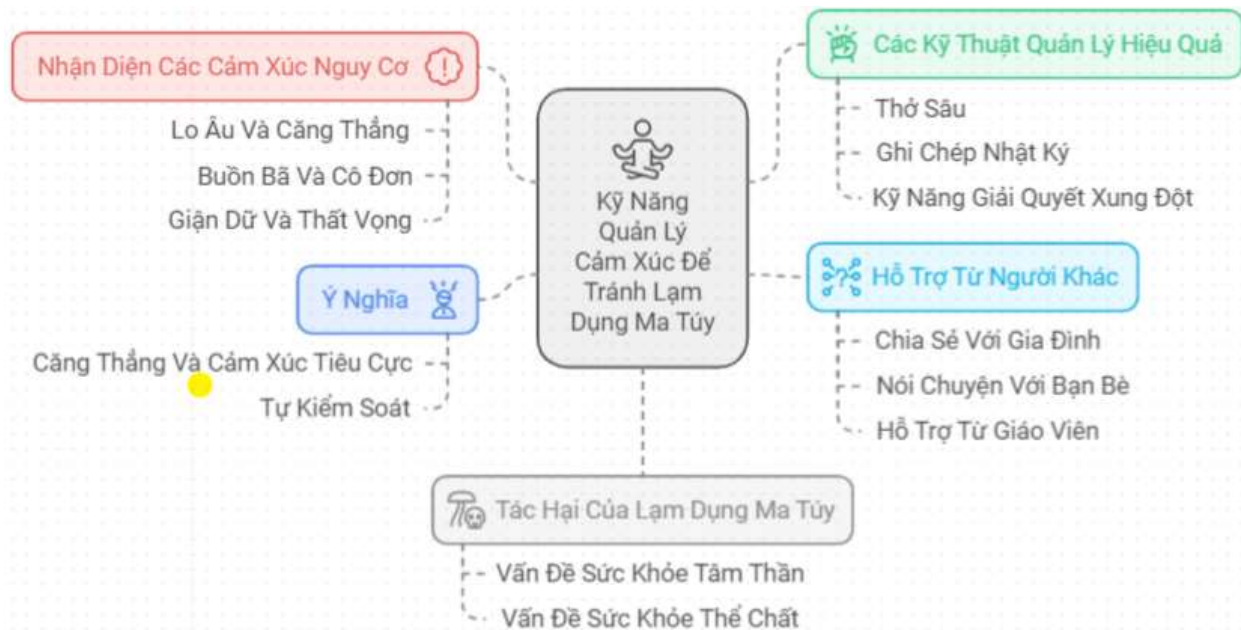 Nhận Diện Các Cảm Xúc Nguy Cơ
Lo Âu Và Căng Thẳng
Buồn Bã Và Cô Đơn
Giận Dữ Và Thất Vọng
Ý Nghĩa
Căng Thẳng Và Cảm Xúc Tiêu Cực
Tự Kiểm Soát
Kỹ Năng
Quản Lý
Cảm Xúc Để
Tránh Lạm
Dụng Ma Túy
Các Kỹ Thuật Quản Lý Hiệu Quả
Thở Sâu
Ghi Chép Nhật Ký
Kỹ Năng Giải Quyết Xung Đột
Hỗ Trợ Từ Người Khác
Chia Sẻ Với Gia Đình
Nói Chuyện Với Bạn Bè
Hỗ Trợ Từ Giáo Viên
Tác Hại Của Lạm Dụng Ma Túy
Vấn Đề Sức Khỏe Tâm Thần
Vấn Đề Sức Khỏe Thể Chất